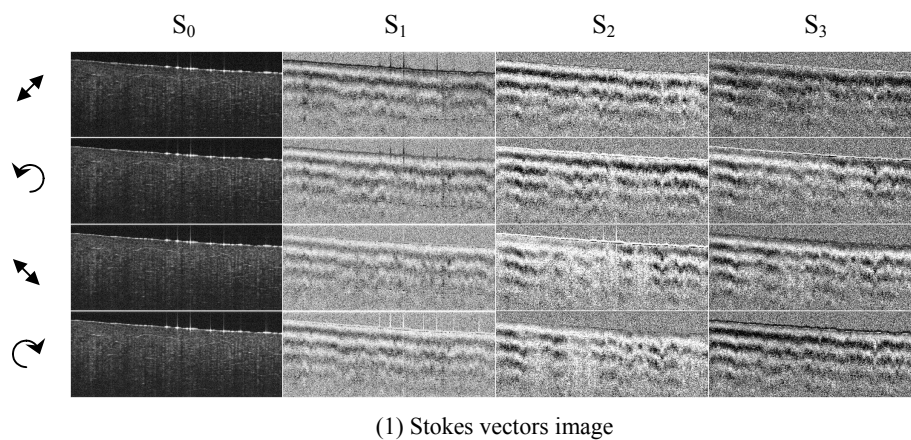 S₀ S₁ S₂ S₃
(1) Stokes vectors image